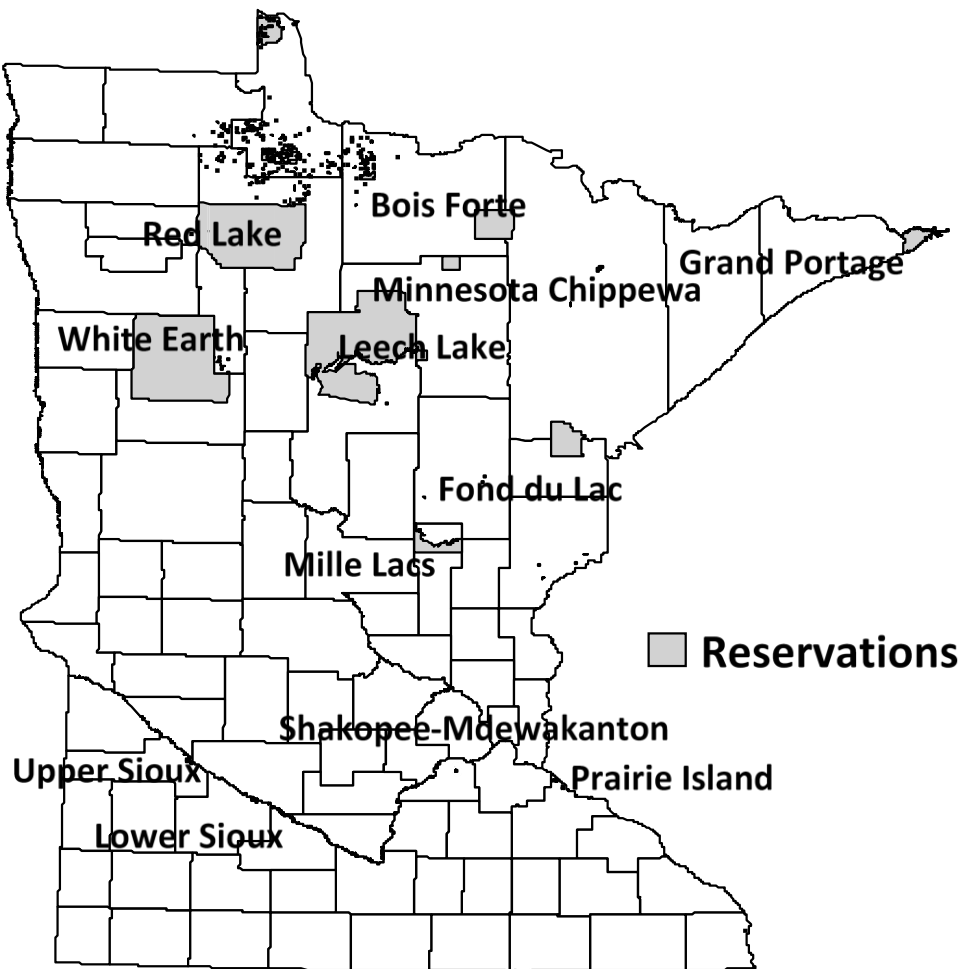 Bois Forte
Red Lake
Grand Portage
Minnesota Chippewa
White Earth
Leech Lake
Fond du Lac
Mille Lacs
Reservations
Shakopee-Mdewakanton
Upper Sioux
Prairie Island
Lower Sioux